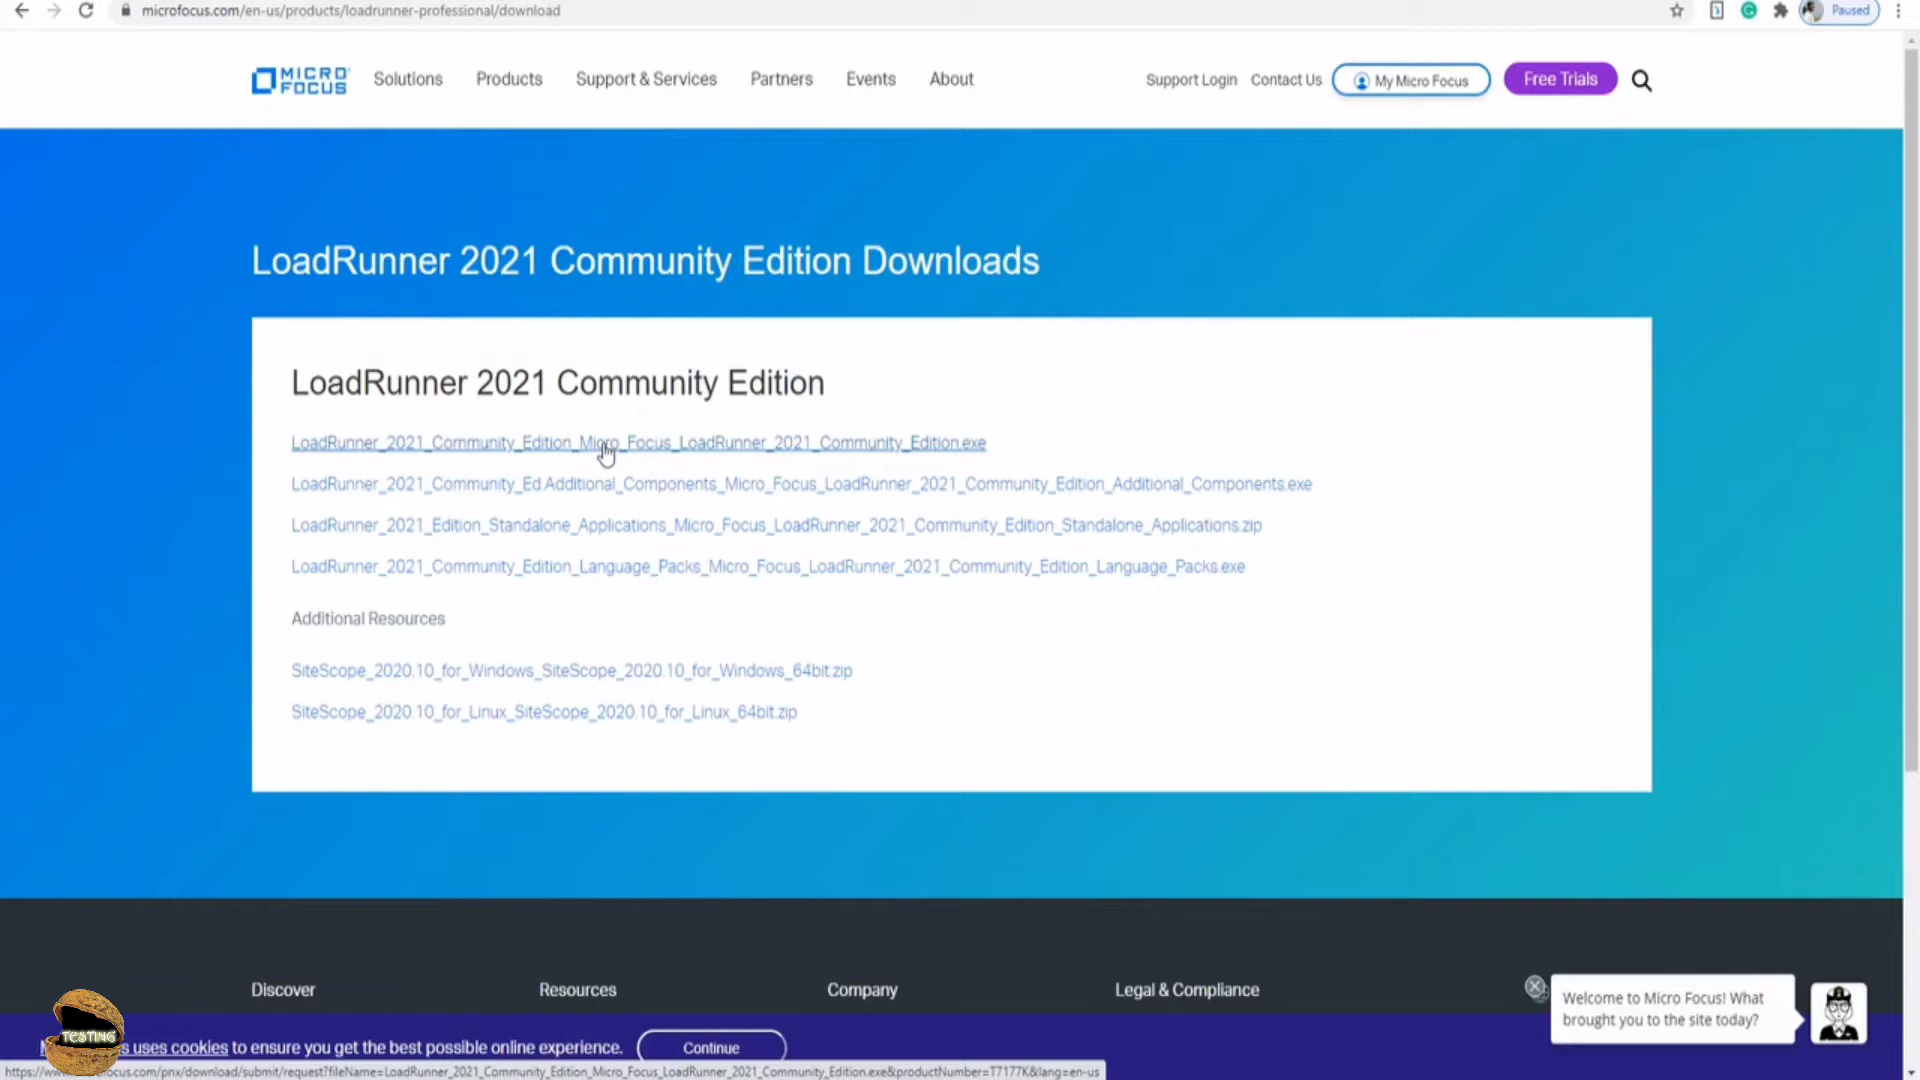 microfocus.com/en-us/products/loadrunner-professional/download
Paused
MICRO FOCUS
Solutions
Products
Support & Services
Partners
Events
About
Support Login
Contact Us
My Micro Focus
Free Trials
LoadRunner 2021 Community Edition Downloads
LoadRunner 2021 Community Edition
LoadRunner_2021_Community_Edition_Micro_Focus_LoadRunner_2021_Community_Edition.exe
LoadRunner_2021_Community_Ed.Additional_Components_Micro_Focus_LoadRunner_2021_Community_Edition_Additional_Components.exe
LoadRunner_2021_Edition_Standalone_Applications_Micro_Focus_LoadRunner_2021_Community_Edition_Standalone_Applications.zip
LoadRunner_2021_Community_Edition_Language_Packs_Micro_Focus_LoadRunner_2021_Community_Edition_Language_Packs.exe
Additional Resources
SiteScope_2020.10_for_Windows_SiteScope_2020.10_for_Windows_64bit.zip
SiteScope_2020.10_for_Linux_SiteScope_2020.10_for_Linux_64bit.zip
Discover
Resources
Company
Legal & Compliance
Welcome to Micro Focus! What
brought you to the site today?
TESTING
uses cookies to ensure you get the best possible online experience.
Continue
ocus.com/pnx/download/submit/request?fileName=LoadRunner_2021_Community_Edition_Micro_Focus_LoadRunner_2021_Community_Edition.exe&productNumber=T7177K&lang=en-us